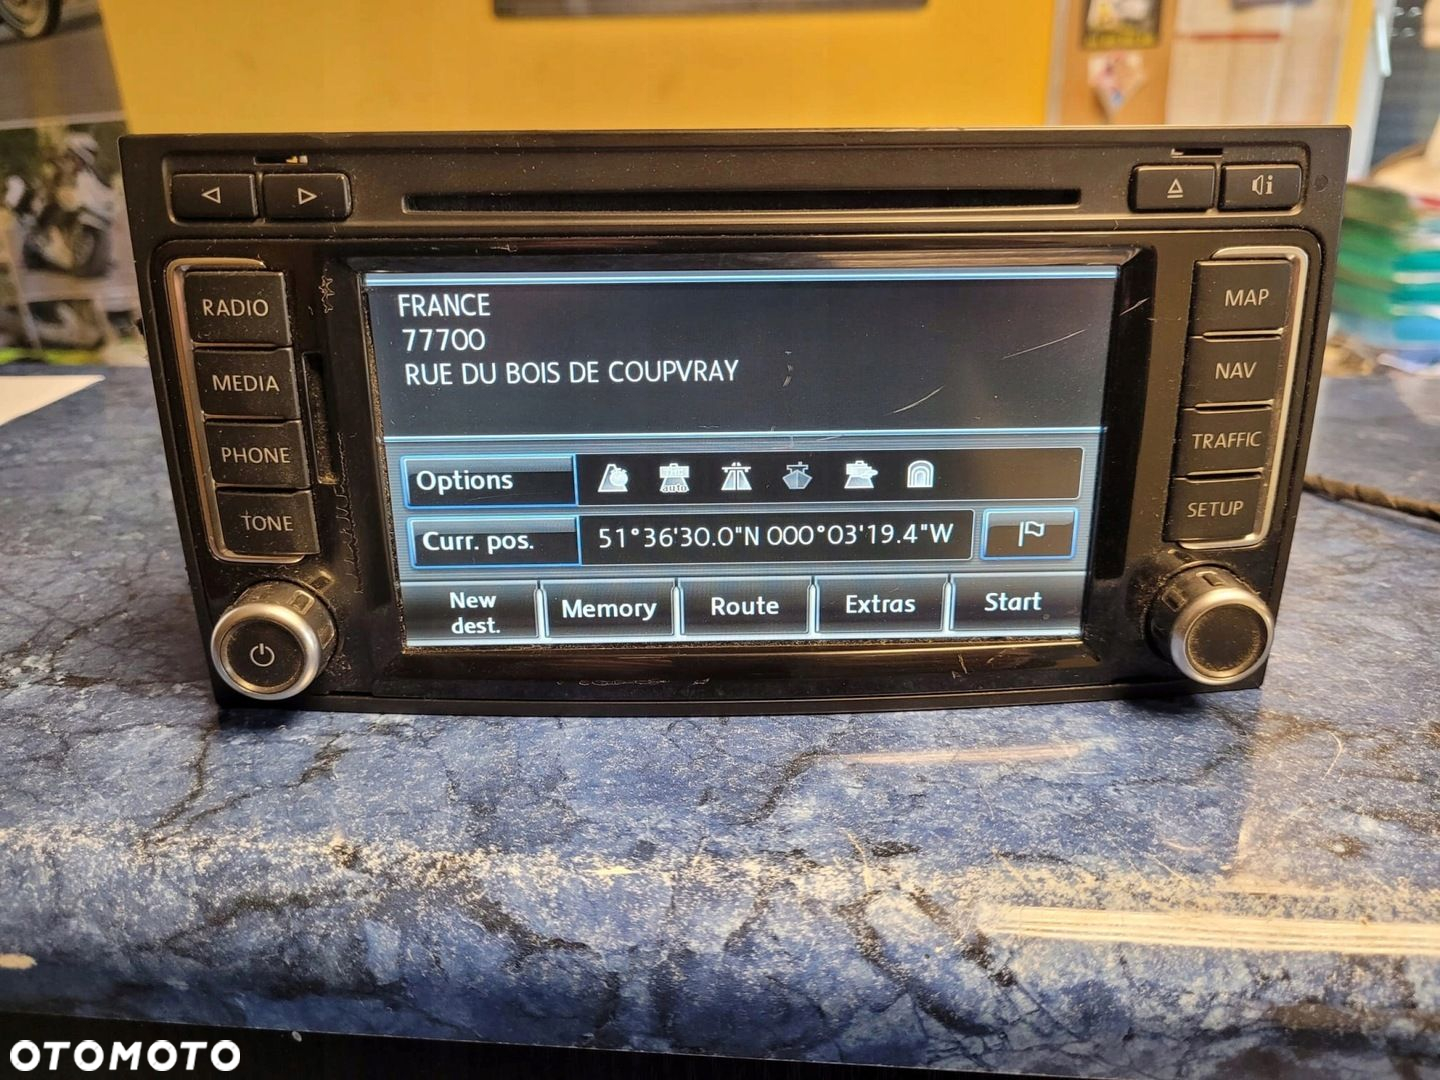 RADIO
MEDIA
PHONE
TONE
FRANCE
77700
RUE DU BOIS DE COUPVRAY
Options
auto
Curr. pos.
51°36'30.0"N 000°03'19.4"W
New
dest.
Memory
Route
Extras
Start
MAP
NAV
TRAFFIC
SETUP
OTOMOTO